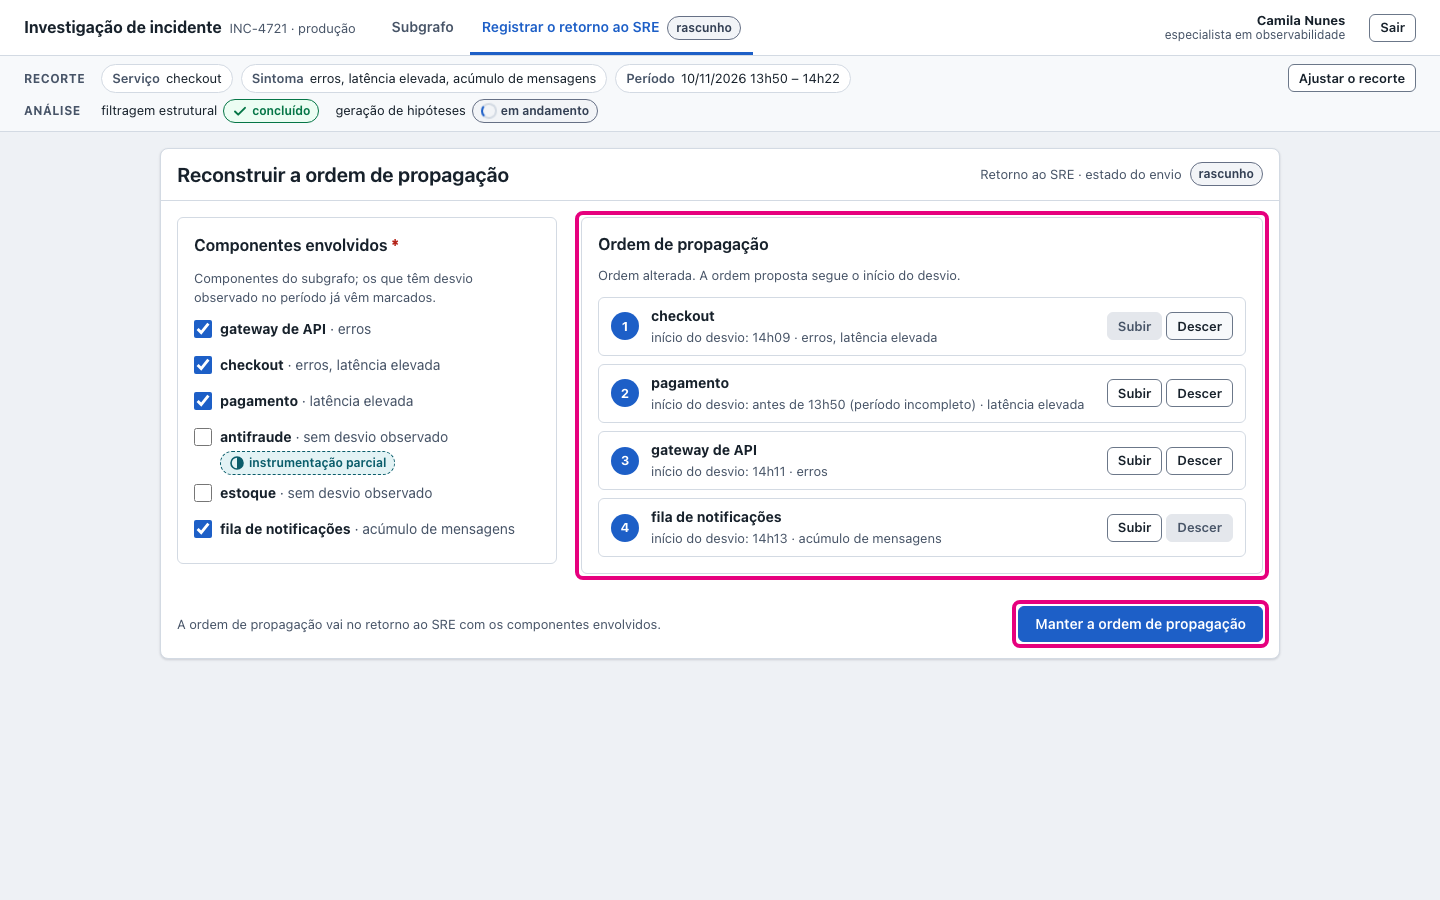 Investigação de incidente INC-4721 · produção
Subgrafo
Registrar o retorno ao SRE rascunho
Camila Nunes
especialista em observabilidade
Sair
RECORTE Serviço checkout Sintoma erros, latência elevada, acúmulo de mensagens Período 10/11/2026 13h50 – 14h22 Ajustar o recorte
ANÁLISE filtragem estrutural concluído geração de hipóteses em andamento
Reconstruir a ordem de propagação
Retorno ao SRE · estado do envio rascunho
Componentes envolvidos *
Componentes do subgrafo; os que têm desvio
observado no período já vêm marcados.
gateway de API · erros
checkout · erros, latência elevada
pagamento · latência elevada
antifraude · sem desvio observado
instrumentação parcial
estoque · sem desvio observado
fila de notificações · acúmulo de mensagens
Ordem de propagação
Ordem alterada. A ordem proposta segue o início do desvio.
1 checkout
início do desvio: 14h09 · erros, latência elevada
Subir Descer
2 pagamento
início do desvio: antes de 13h50 (período incompleto) · latência elevada
Subir Descer
3 gateway de API
início do desvio: 14h11 · erros
Subir Descer
4 fila de notificações
início do desvio: 14h13 · acúmulo de mensagens
Subir Descer
A ordem de propagação vai no retorno ao SRE com os componentes envolvidos.
Manter a ordem de propagação